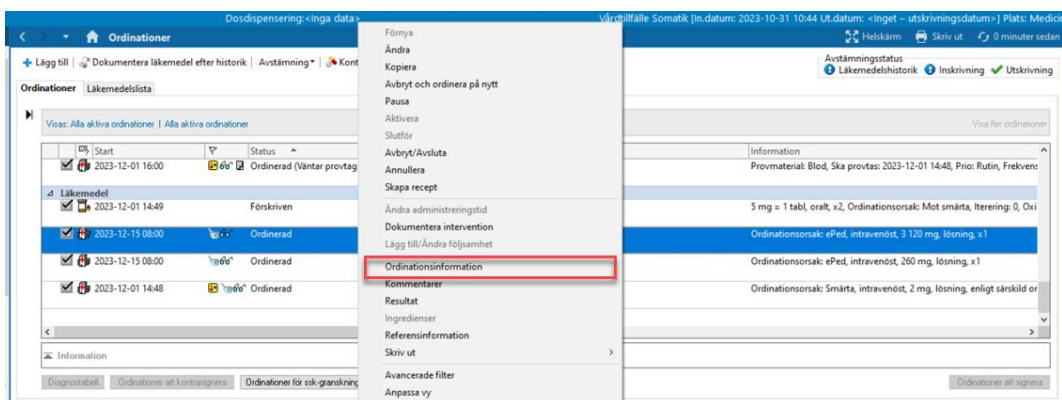 Dosdispensering:<Inga data>
Vårdtillfälle Somatik [In.datum: 2023-10-31 10:44 Ut.datum: <Inget – utskrivningsdatum>] Plats: Medicin
Ordinationer
Helskärm Skriv ut 0 minuter sedan
Lägg till Dokumentera läkemedel efter historik Avstämning Kont
Avstämningsstatus
Läkemedelshistorik Inskrivning Utskrivning
Ordinationer Läkemedelslista
Visas: Alla aktiva ordinationer Alla aktiva ordinationer
Visa fler ordinationer
Start Status Information
2023-12-01 16:00 Ordinerad (Väntar provtag Provmaterial: Blod, Ska provtas: 2023-12-01 14:48, Prio: Rutin, Frekvens:
Läkemedel
2023-12-01 14:49 Förskriven 5 mg = 1 tabl, oralt, x2, Ordinationsorsak: Mot smärta, Iterering: 0, Oxi
2023-12-15 08:00 Ordinerad Ordinationsorsak: ePed, intravenöst, 3 120 mg, lösning, x1
2023-12-15 08:00 Ordinerad Ordinationsorsak: ePed, intravenöst, 260 mg, lösning, x1
2023-12-01 14:48 Ordinerad Ordinationsorsak: Smärta, intravenöst, 2 mg, lösning, enligt särskild or
Information
Diagnostabell Ordinationer att kontrasignera Ordinationer för ssk-granskning Ordinationer att signera
Förnya
Ändra
Kopiera
Avbryt och ordinera på nytt
Pausa
Aktivera
Slutför
Avbryt/Avsluta
Annullera
Skapa recept
Ändra administreringstid
Dokumentera intervention
Lägg till/Ändra följsamhet
Ordinationsinformation
Kommentarer
Resultat
Ingredienser
Referensinformation
Skriv ut
Avancerade filter
Anpassa vy